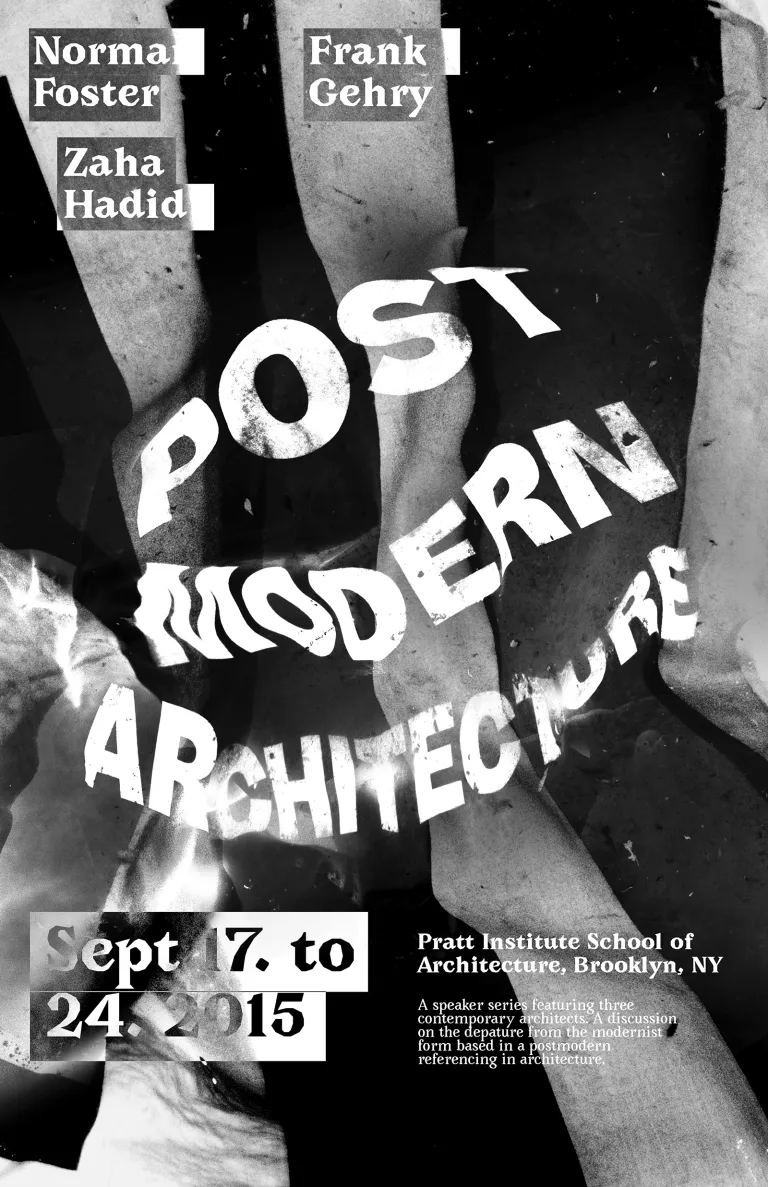 Norman
Foster
Frank
Gehry
Zaha
Hadid
POST
MODERN
ARCHITECTURE
Sept 17. to
24. 2015
Pratt Institute School of
Architecture, Brooklyn, NY
A speaker series featuring three
contemporary architects. A discussion
on the depature from the modernist
form based in a postmodern
referencing in architecture.